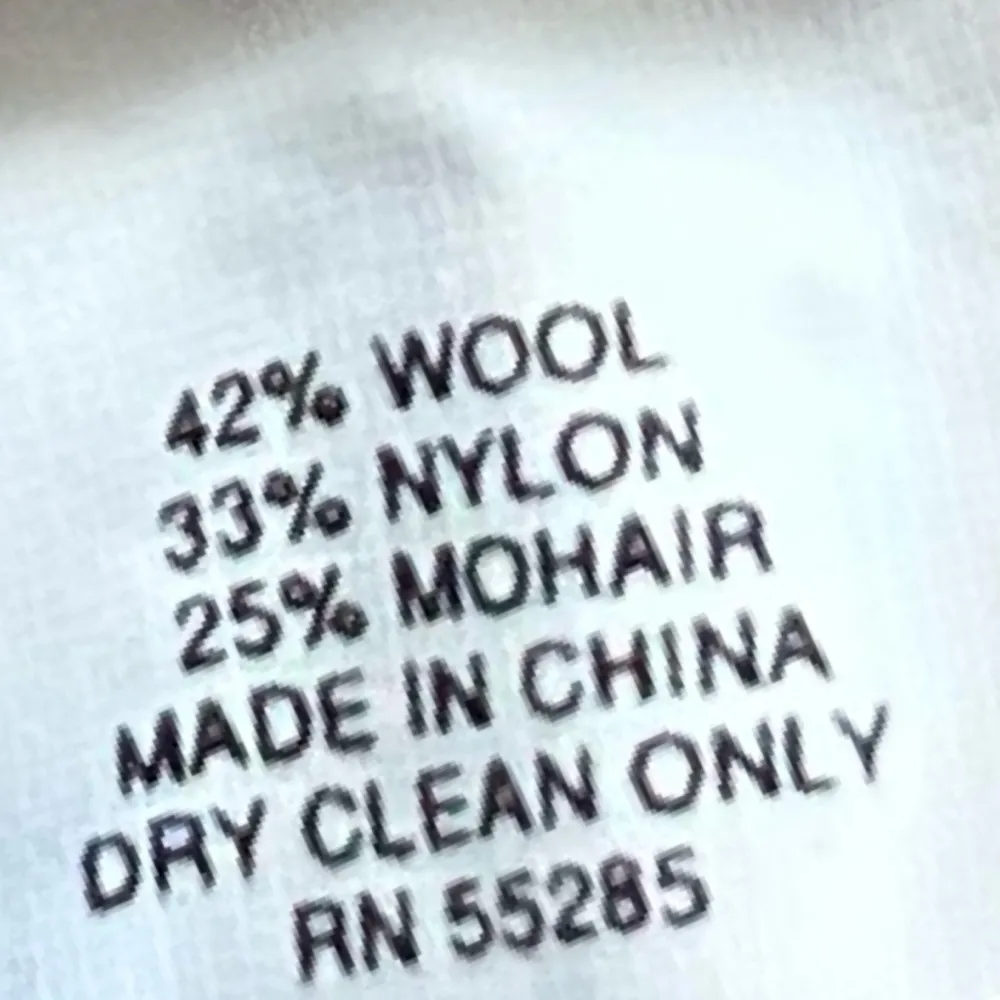 42% WOOL
33% NYLON
25% MOHAIR
MADE IN CHINA
DRY CLEAN ONLY
RN 55285